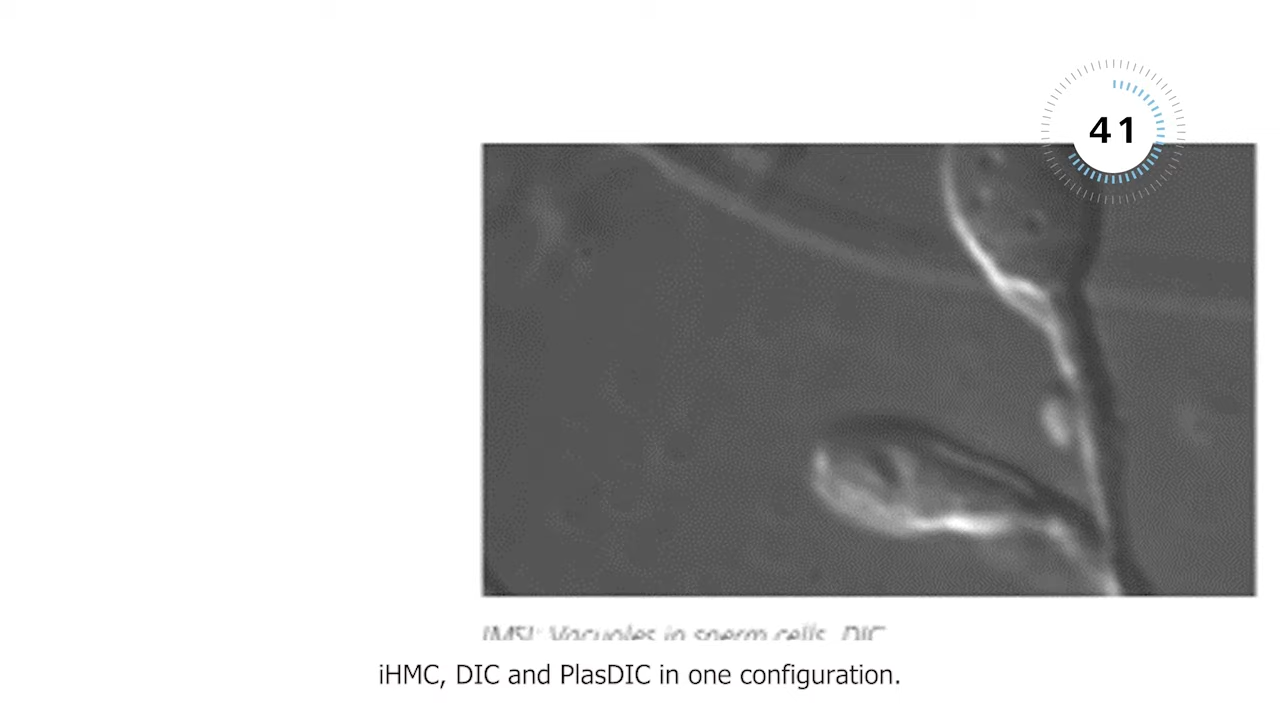 41
IMSI: Vacuoles in sperm cells, DIC
iHMC, DIC and PlasDIC in one configuration.